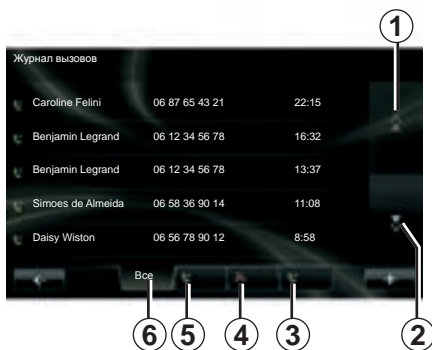 1
Журнал вызовов
Caroline Felini 06 87 65 43 21 22:15
Benjamin Legrand 06 12 34 56 78 16:32
Benjamin Legrand 06 12 34 56 78 13:37
Simoes de Almeida 06 58 36 90 14 11:08
Daisy Wiston 06 56 78 90 12 8:58
Все
6 5 4 3 2